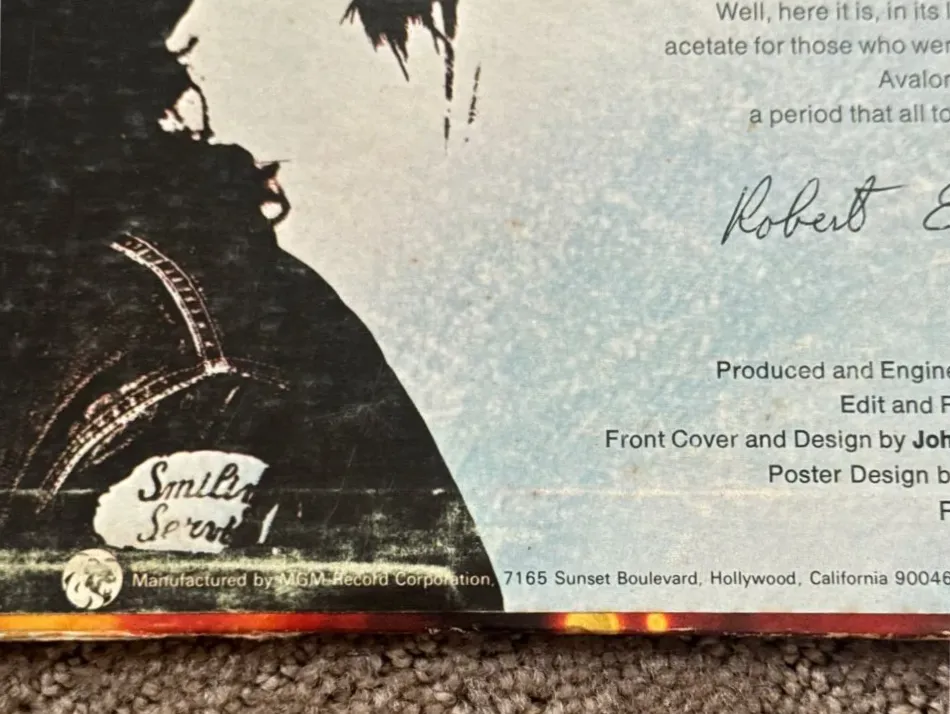 Well, here it is, in its
acetate for those who wer
Avalon
a period that all to
Robert E
Produced and Engine
Edit and
Front Cover and Design by Joh
Poster Design b
Smilin
Serv
Manufactured by MGM Record Corporation, 7165 Sunset Boulevard, Hollywood, California 90046